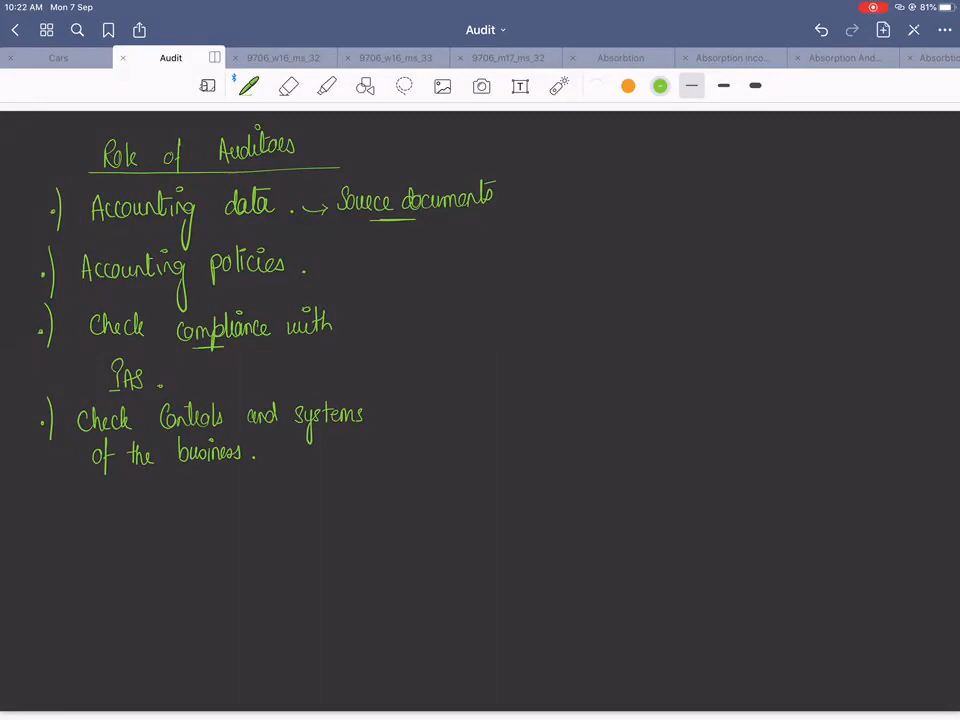 10:22 AM Mon 7 Sep
81%
Audit
Cars
Audit
9706_w16_ms_32
9706_w16_ms_33
9706_m17_ms_32
Absorbtion
Absorption inco...
Absorption And...
Absorbtio
Role of Auditors
.) Accounting data . → Source documents
.) Accounting policies .
.) Check compliance with
IAS .
.) Check Controls and systems
of the business .